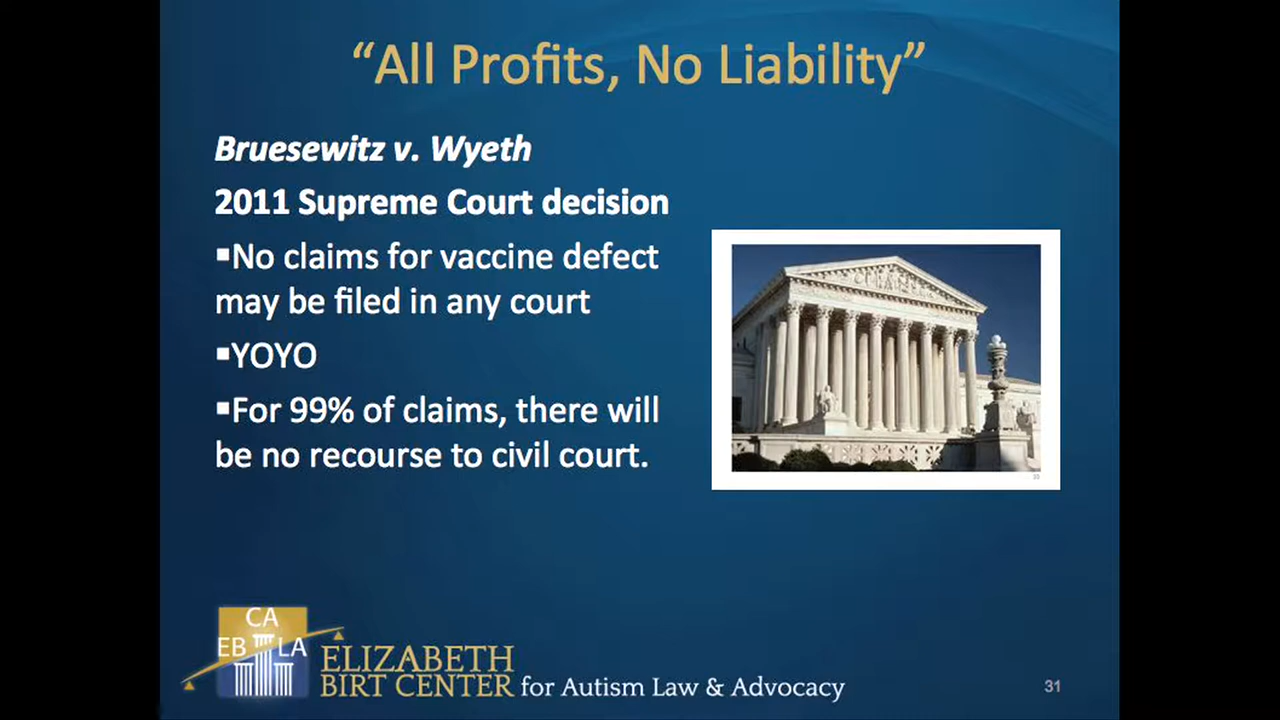 “All Profits, No Liability”
Bruesewitz v. Wyeth
2011 Supreme Court decision
▪No claims for vaccine defect
may be filed in any court
▪YOYO
▪For 99% of claims, there will
be no recourse to civil court.
CA
EB LA
ELIZABETH
BIRT CENTER for Autism Law & Advocacy
31